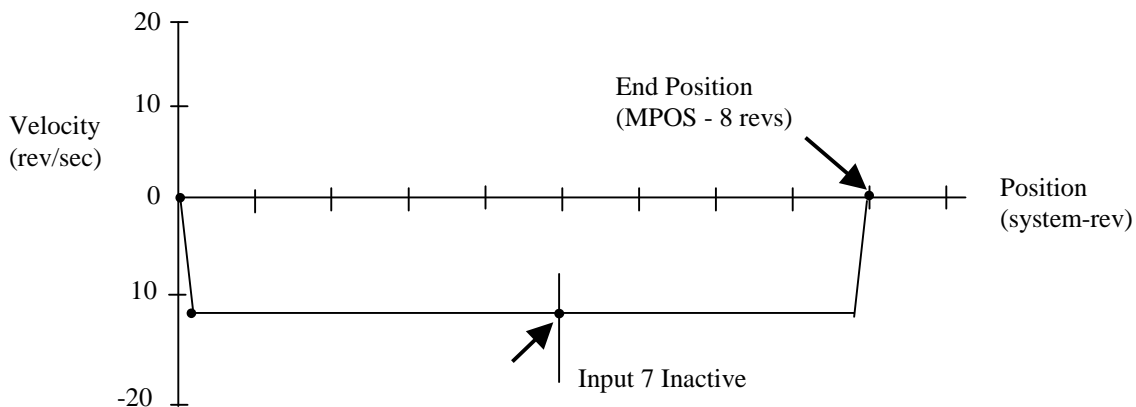 20
End Position
(MPOS - 8 revs)
10
Velocity
(rev/sec)
0
Position
(system-rev)
10
Input 7 Inactive
-20